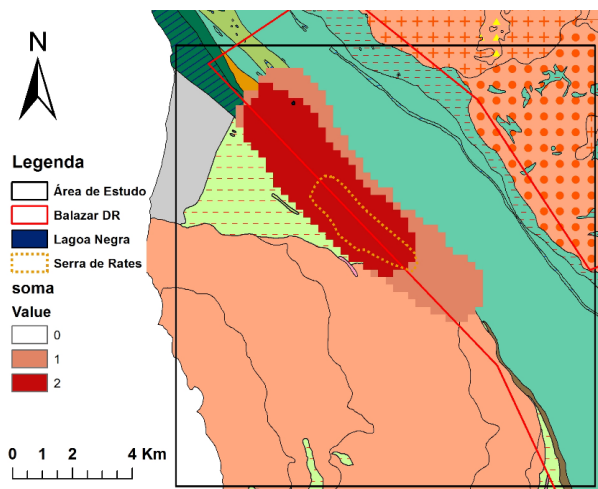 N
Legenda
Área de Estudo
Balazar DR
Lagoa Negra
Serra de Rates
soma
Value
0
1
2
0 1 2 4 Km